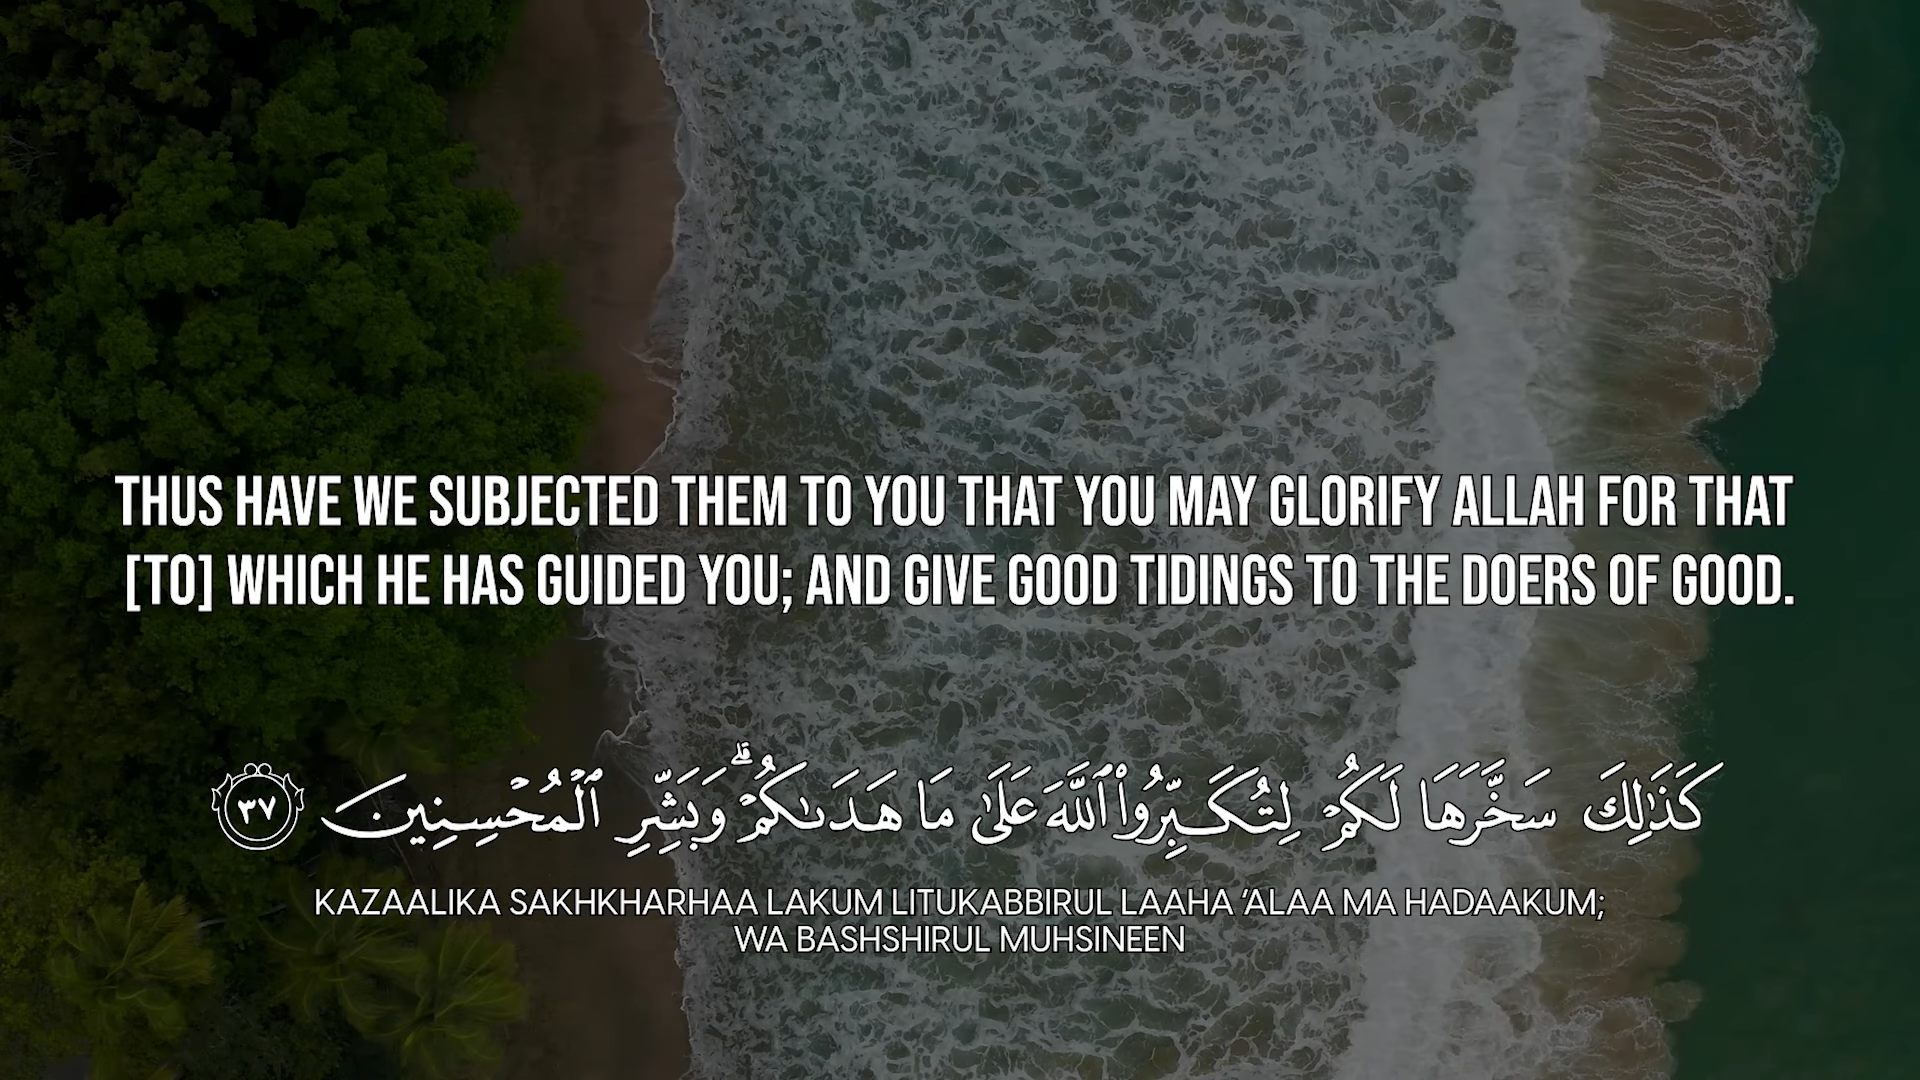 THUS HAVE WE SUBJECTED THEM TO YOU THAT YOU MAY GLORIFY ALLAH FOR THAT
[TO] WHICH HE HAS GUIDED YOU; AND GIVE GOOD TIDINGS TO THE DOERS OF GOOD.
كَذَٰلِكَ سَخَّرَهَا لَكُمْ لِتُكَبِّرُوا۟ ٱللَّهَ عَلَىٰ مَا هَدَىٰكُمْ ۗ وَبَشِّرِ ٱلْمُحْسِنِينَ ٣٧
KAZAALIKA SAKHKHARHAA LAKUM LITUKABBIRUL LAAHA 'ALAA MA HADAAKUM;
WA BASHSHIRUL MUHSINEEN